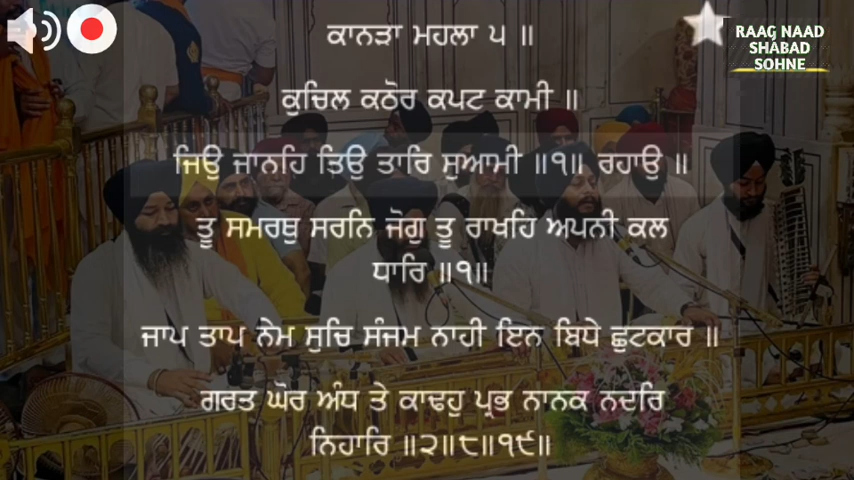 RAAG NAAD
SHABAD
SOHNE
ਕਾਨੜਾ ਮਹਲਾ ੫ ॥
ਕੁਚਿਲ ਕਠੋਰ ਕਪਟ ਕਾਮੀ ॥
ਜਿਉ ਜਾਨਹਿ ਤਿਉ ਤਾਰਿ ਸੁਆਮੀ ॥੧॥ ਰਹਾਉ ॥
ਤੂ ਸਮਰਥੁ ਸਰਨਿ ਜੋਗੁ ਤੂ ਰਾਖਹਿ ਅਪਨੀ ਕਲ
ਧਾਰਿ ॥੧॥
ਜਾਪ ਤਾਪ ਨੇਮ ਸੁਚਿ ਸੰਜਮ ਨਾਹੀ ਇਨ ਬਿਧੇ ਛੁਟਕਾਰ ॥
ਗਰਤ ਘੋਰ ਅੰਧ ਤੇ ਕਾਢਹੁ ਪ੍ਰਭ ਨਾਨਕ ਨਦਰਿ
ਨਿਹਾਰਿ ॥੨॥੮॥੧੯॥